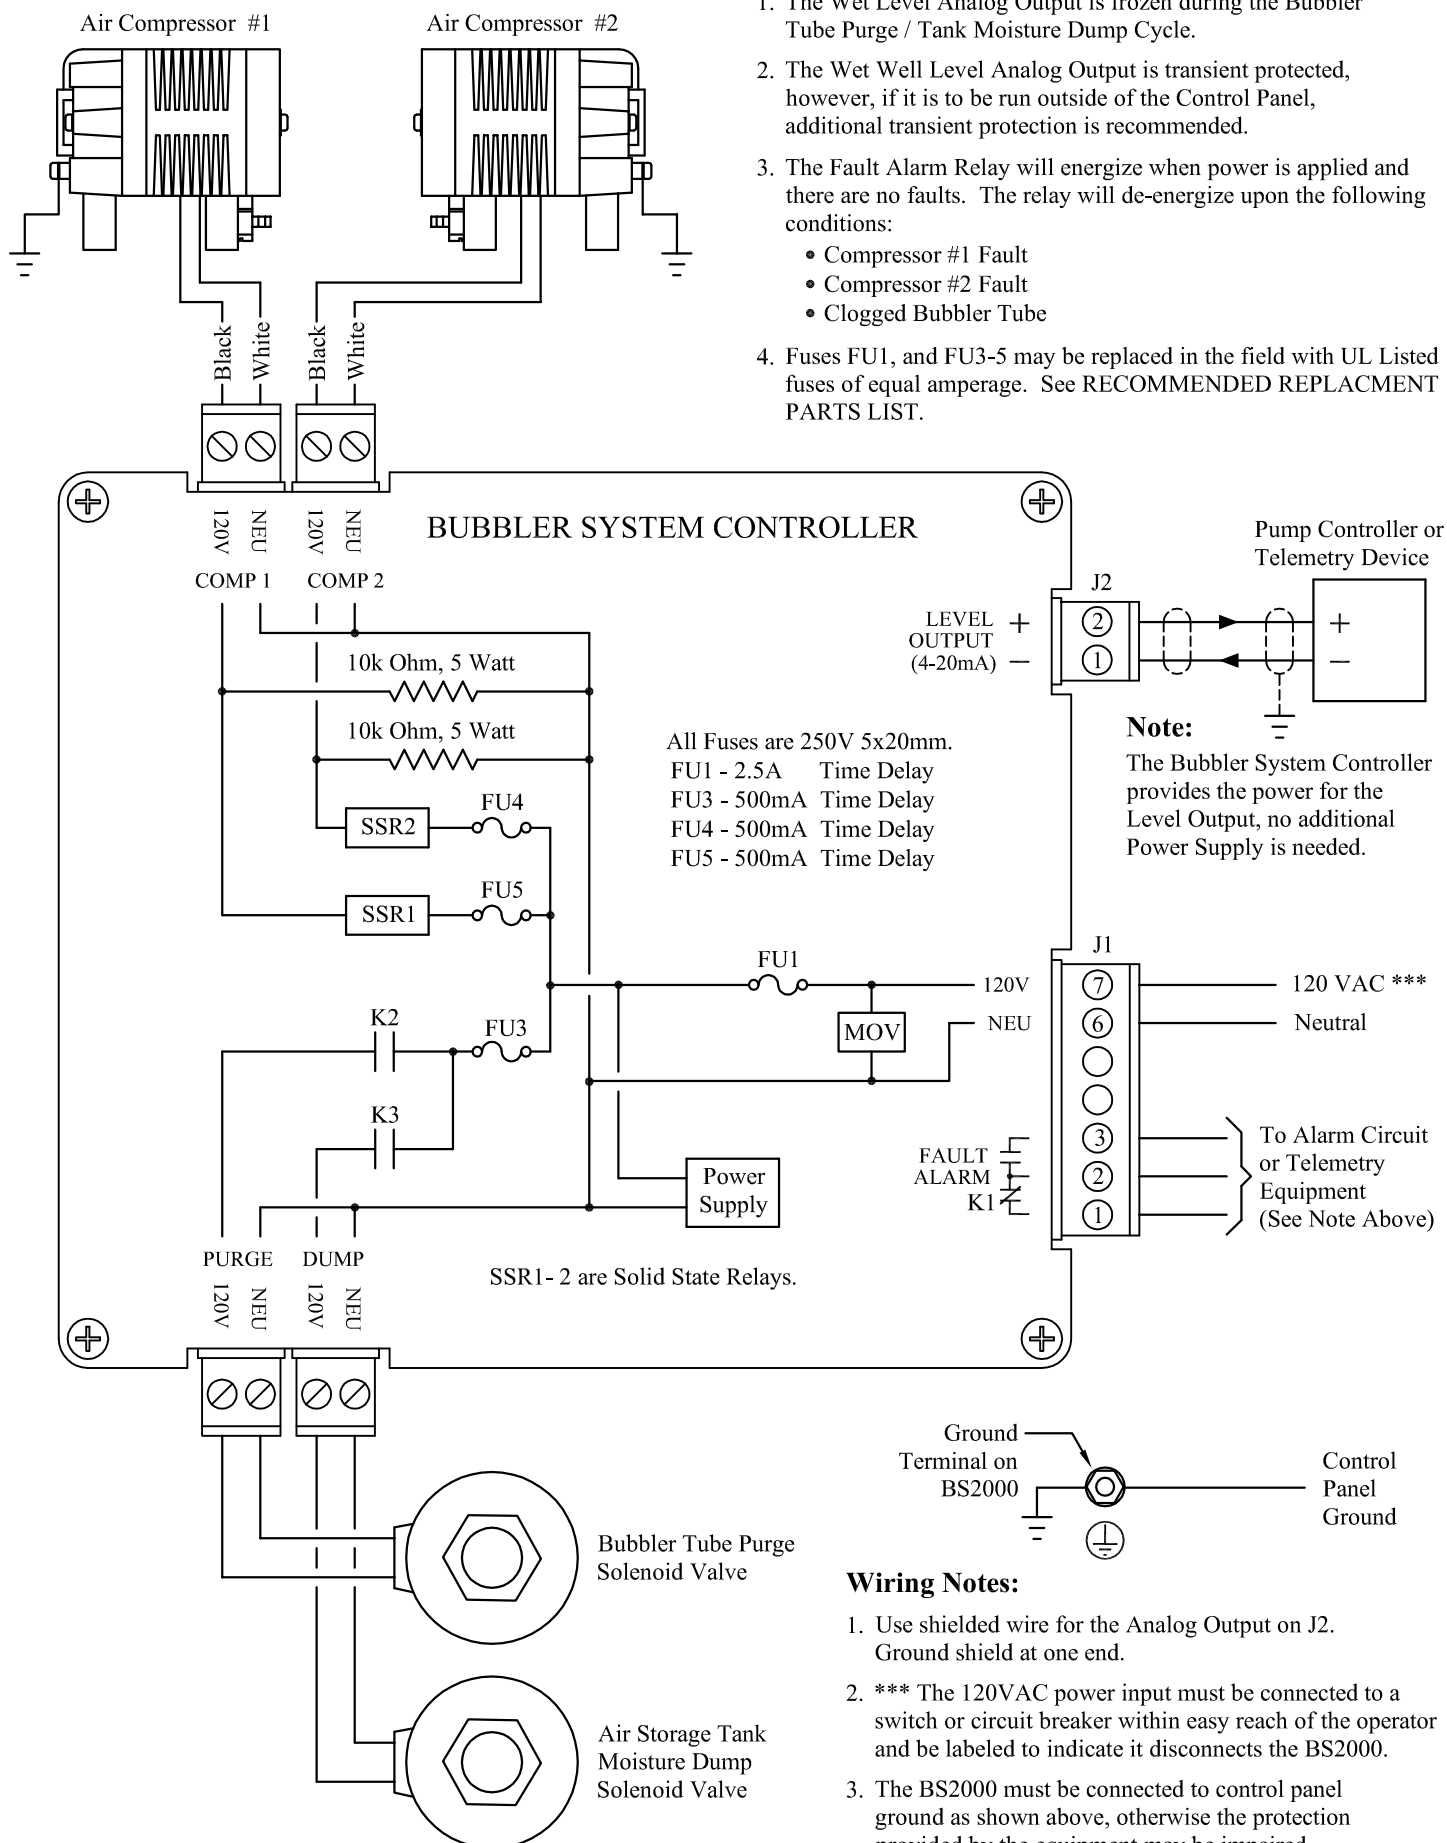 Air Compressor #1
Air Compressor #2
1. The Wet Level Analog Output is frozen during the Bubbler
Tube Purge / Tank Moisture Dump Cycle.
2. The Wet Well Level Analog Output is transient protected,
however, if it is to be run outside of the Control Panel,
additional transient protection is recommended.
3. The Fault Alarm Relay will energize when power is applied and
there are no faults. The relay will de-energize upon the following
conditions:
• Compressor #1 Fault
• Compressor #2 Fault
• Clogged Bubbler Tube
4. Fuses FU1, and FU3-5 may be replaced in the field with UL Listed
fuses of equal amperage. See RECOMMENDED REPLACMENT
PARTS LIST.
Black
White
Black
White
120V
NEU
120V
NEU
COMP 1
COMP 2
BUBBLER SYSTEM CONTROLLER
10k Ohm, 5 Watt
10k Ohm, 5 Watt
SSR2
FU4
SSR1
FU5
All Fuses are 250V 5x20mm.
FU1 - 2.5A Time Delay
FU3 - 500mA Time Delay
FU4 - 500mA Time Delay
FU5 - 500mA Time Delay
LEVEL
OUTPUT
(4-20mA)
+
−
J2
2
1
Pump Controller or
Telemetry Device
+
−
Note:
The Bubbler System Controller
provides the power for the
Level Output, no additional
Power Supply is needed.
FU1
MOV
120V
NEU
J1
7
6
3
2
1
120 VAC ***
Neutral
K2
FU3
K3
Power
Supply
FAULT
ALARM
K1
To Alarm Circuit
or Telemetry
Equipment
(See Note Above)
PURGE
DUMP
120V
NEU
120V
NEU
SSR1- 2 are Solid State Relays.
Ground
Terminal on
BS2000
Control
Panel
Ground
Bubbler Tube Purge
Solenoid Valve
Air Storage Tank
Moisture Dump
Solenoid Valve
Wiring Notes:
1. Use shielded wire for the Analog Output on J2.
Ground shield at one end.
2. *** The 120VAC power input must be connected to a
switch or circuit breaker within easy reach of the operator
and be labeled to indicate it disconnects the BS2000.
3. The BS2000 must be connected to control panel
ground as shown above, otherwise the protection
provided by the equipment may be impaired